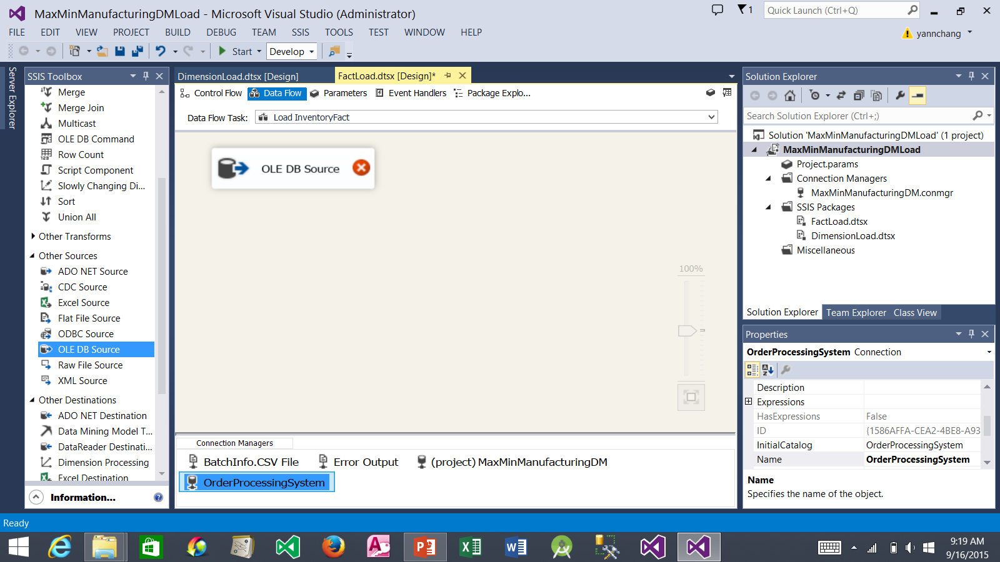 MaxMinManufacturingDMLoad - Microsoft Visual Studio (Administrator)
1
Quick Launch (Ctrl+Q)
FILE EDIT VIEW PROJECT BUILD DEBUG TEAM SSIS TOOLS TEST WINDOW HELP
yannchang
Start
Develop
Server Explorer
SSIS Toolbox
Merge
Merge Join
Multicast
OLE DB Command
Row Count
Script Component
Slowly Changing Di...
Sort
Union All
Other Transforms
Other Sources
ADO NET Source
CDC Source
Excel Source
Flat File Source
ODBC Source
OLE DB Source
Raw File Source
XML Source
Other Destinations
ADO NET Destination
Data Mining Model T...
DataReader Destinati...
Dimension Processing
Excel Destination
Information...
DimensionLoad.dtsx [Design]
FactLoad.dtsx [Design]*
Control Flow
Data Flow
Parameters
Event Handlers
Package Explo...
Data Flow Task:
Load InventoryFact
OLE DB Source
100%
Connection Managers
BatchInfo.CSV File
Error Output
(project) MaxMinManufacturingDM
OrderProcessingSystem
Solution Explorer
Search Solution Explorer (Ctrl+;)
Solution 'MaxMinManufacturingDMLoad' (1 project)
MaxMinManufacturingDMLoad
Project.params
Connection Managers
MaxMinManufacturingDM.conmgr
SSIS Packages
FactLoad.dtsx
DimensionLoad.dtsx
Miscellaneous
Solution Explorer
Team Explorer
Class View
Properties
OrderProcessingSystem Connection
Description
Expressions
HasExpressions False
ID {1586AFFA-CEA2-4BE8-A93
InitialCatalog OrderProcessingSystem
Name OrderProcessingSystem
Name
Specifies the name of the object.
Ready
9:19 AM
9/16/2015